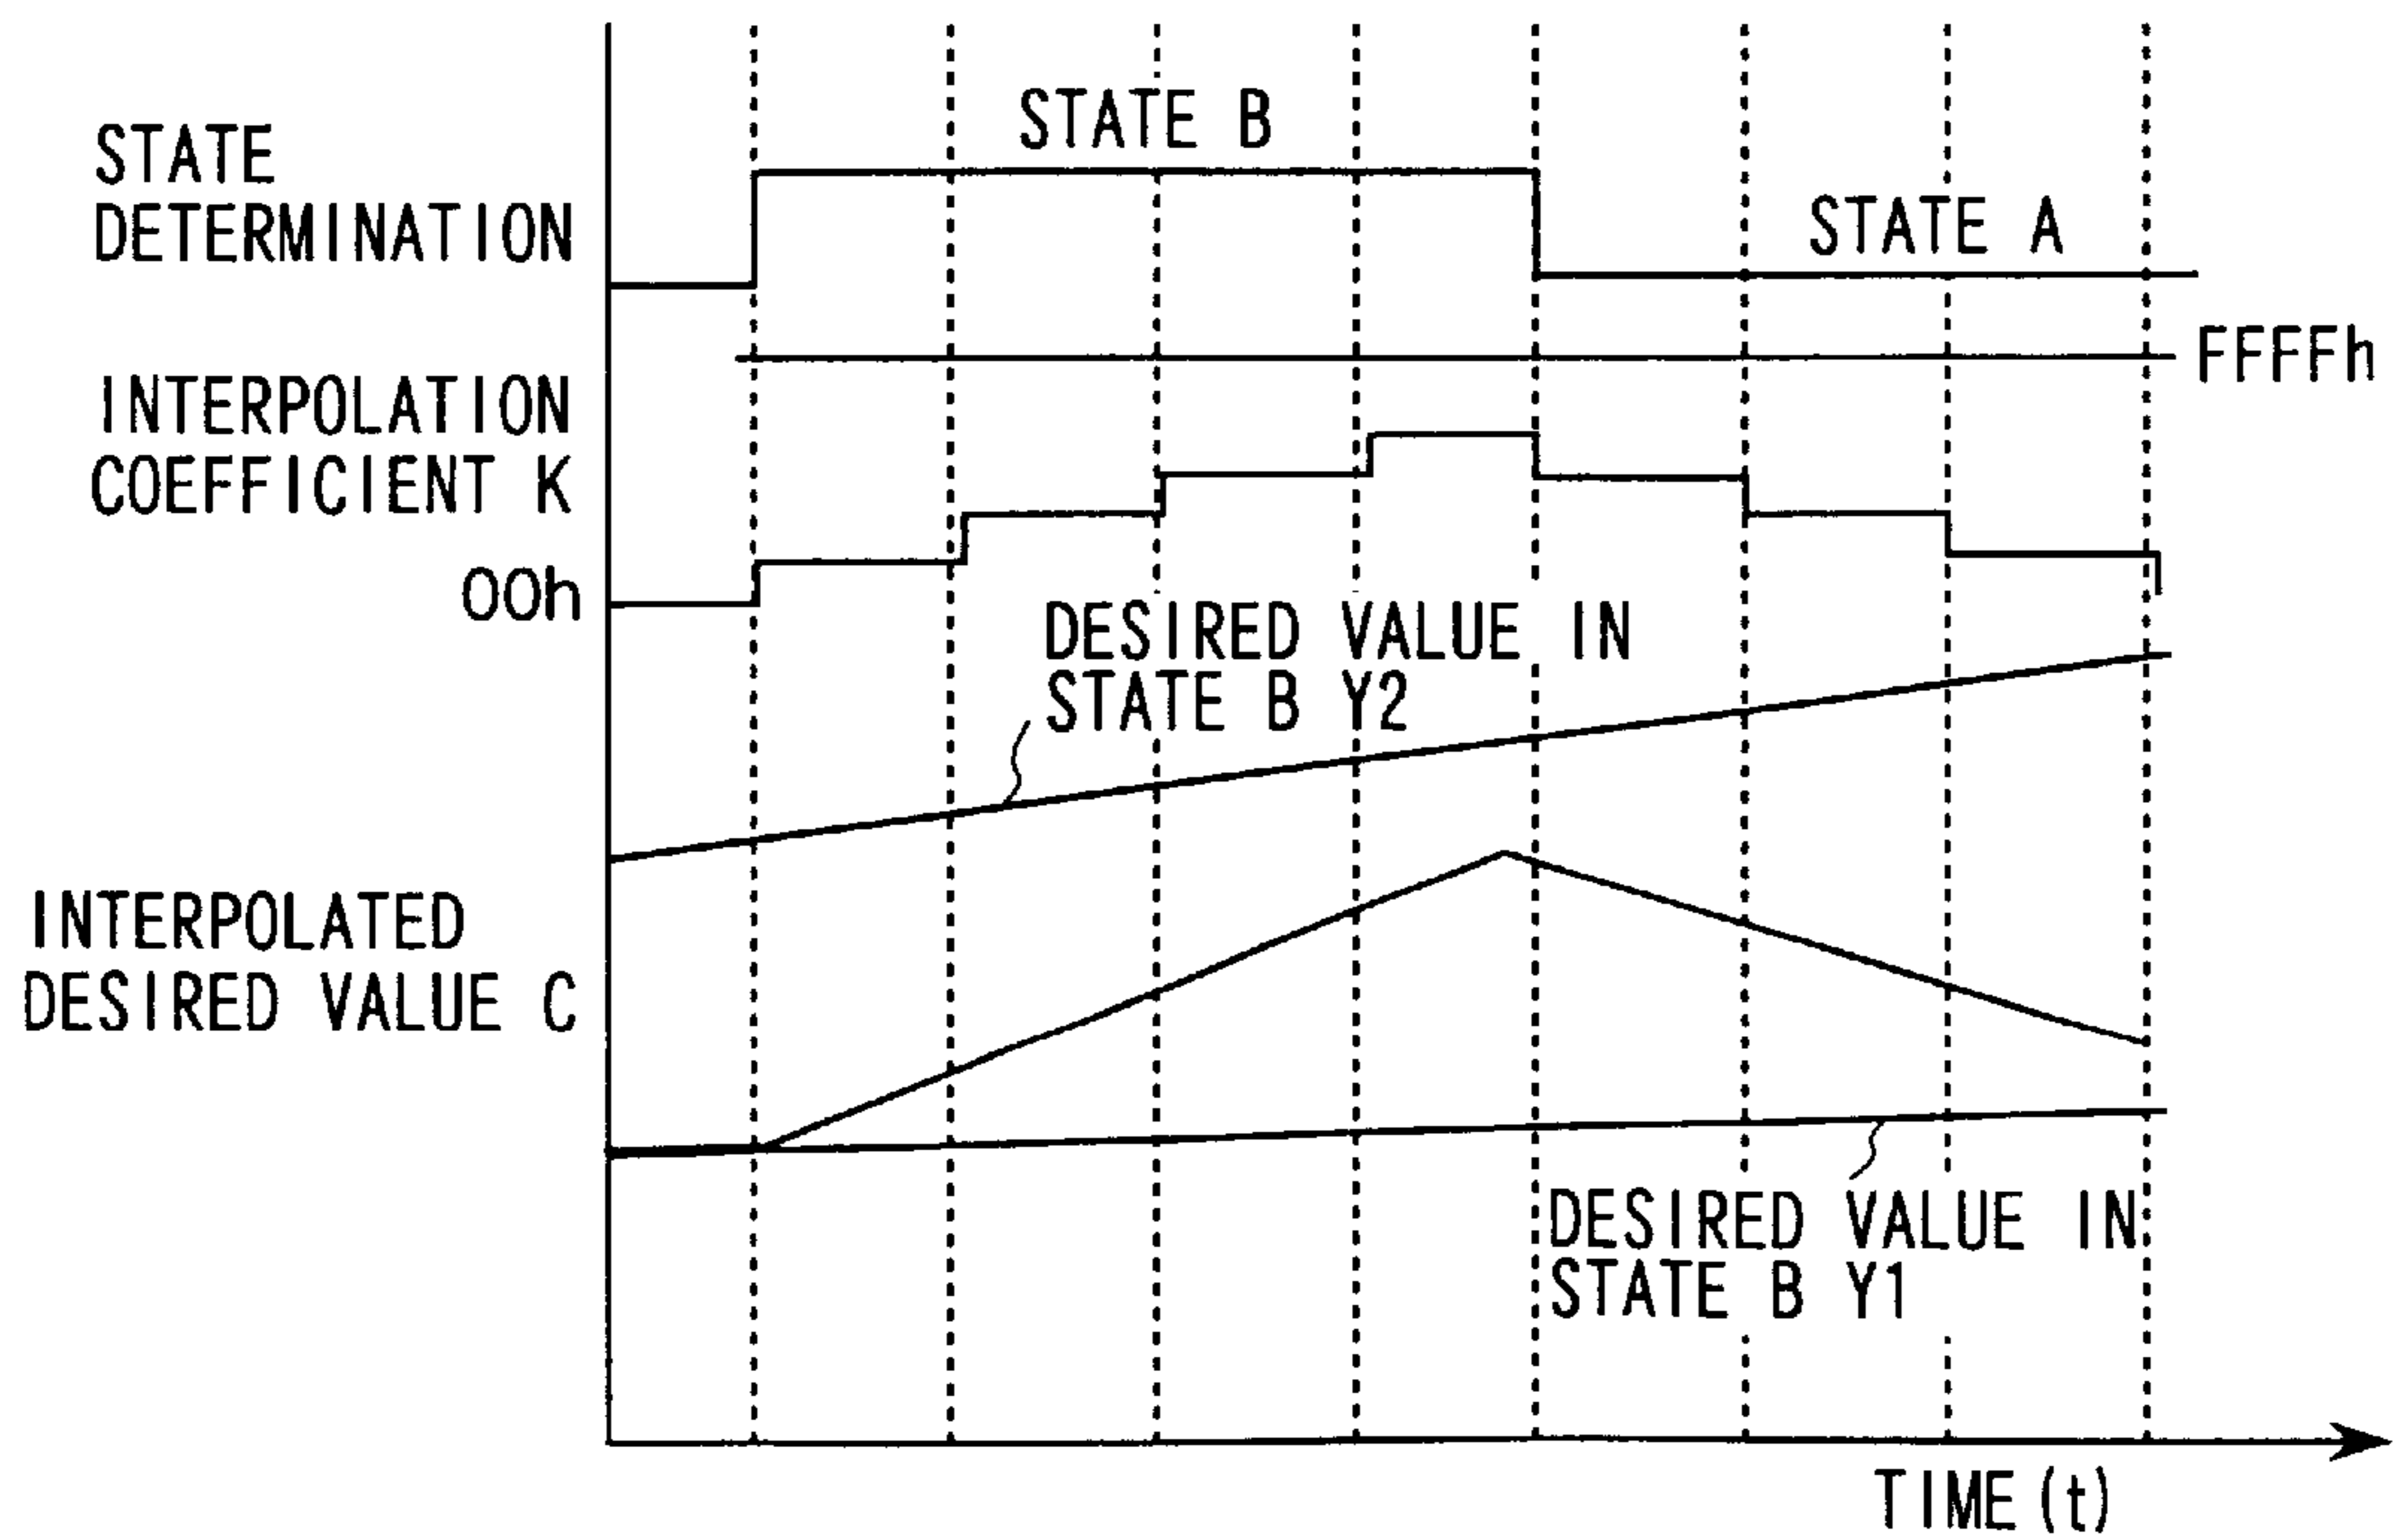 STATE B
STATE
DETERMINATION
STATE A
FFFFh
INTERPOLATION
COEFFICIENT K
00h
DESIRED VALUE IN
STATE B Y2
INTERPOLATED
DESIRED VALUE C
DESIRED VALUE IN
STATE B Y1
TIME (t)